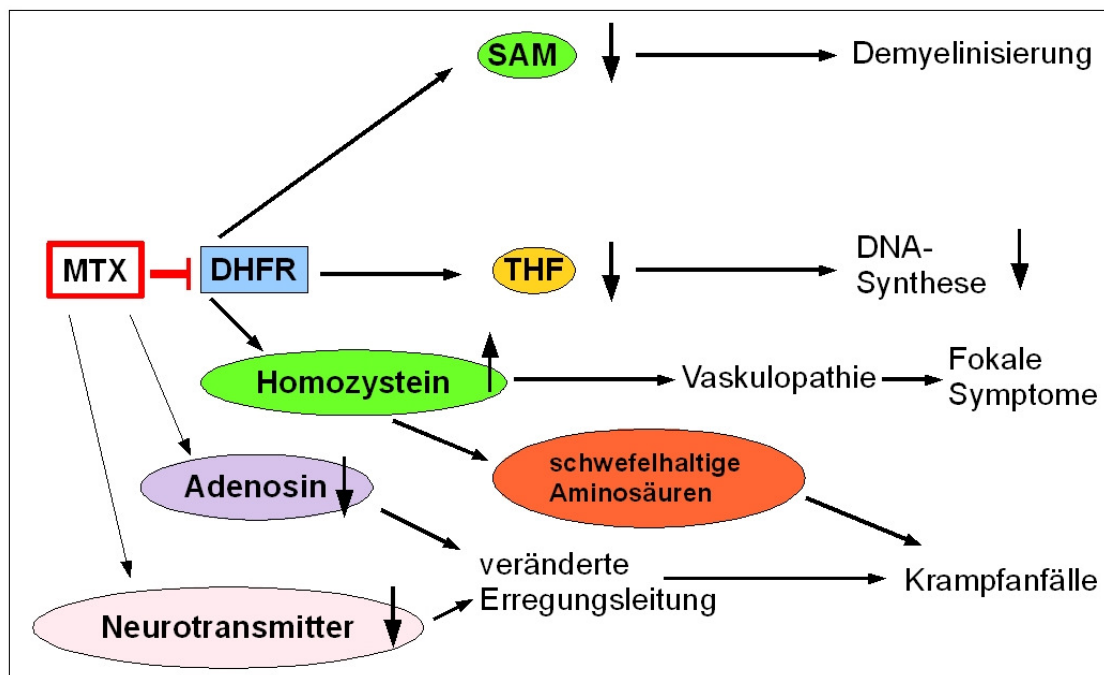 SAM
Demyelinisierung
MTX
DHFR
THF
DNA-
Synthese
Homozystein
Vaskulopathie
Fokale
Symptome
schwefelhaltige
Aminosäuren
Adenosin
veränderte
Erregungsleitung
Krampfanfälle
Neurotransmitter